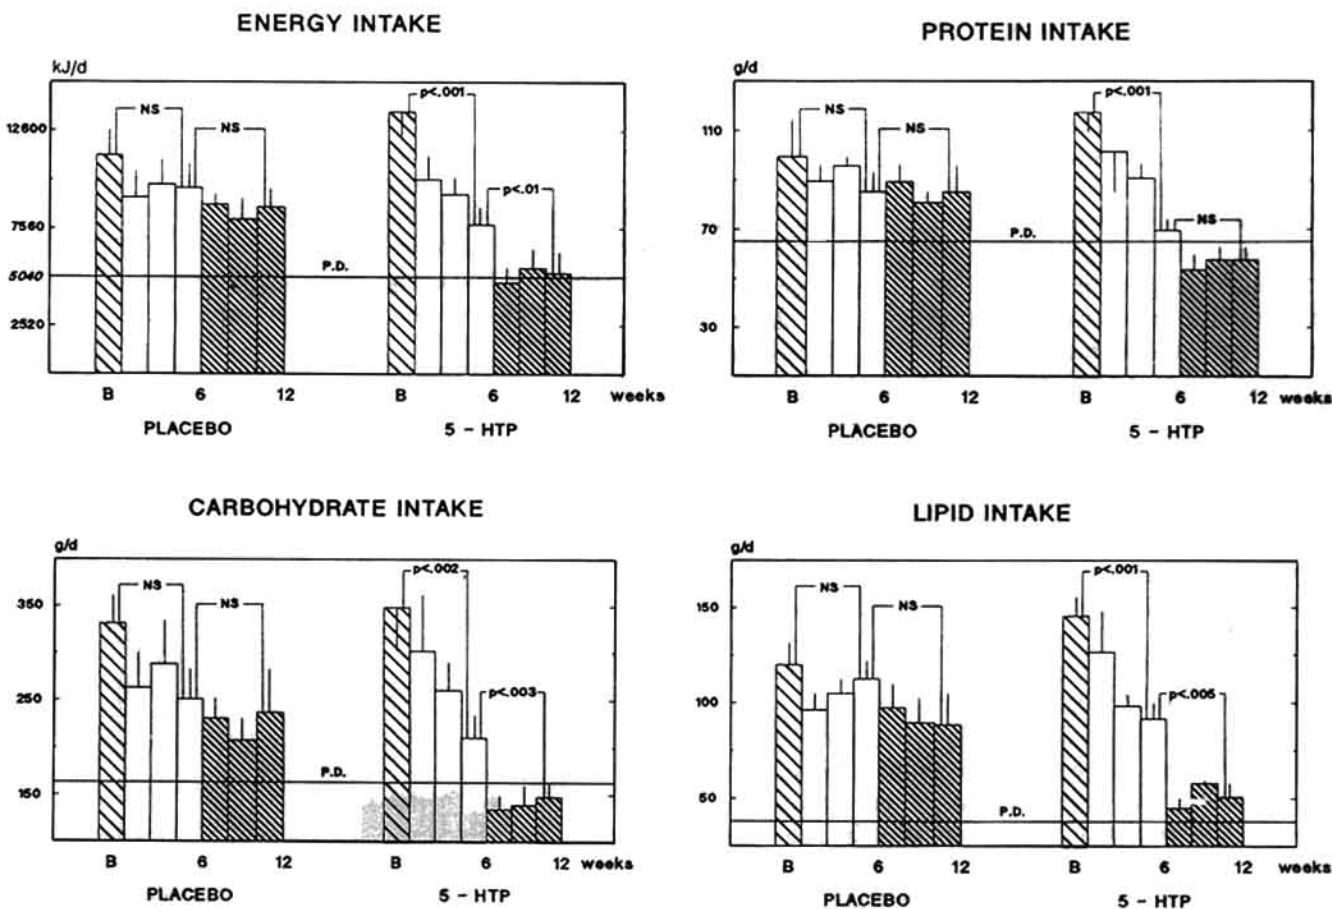 ENERGY INTAKE
kJ/d
12600
7560
5040
2520
NS
NS
p<.001
p<.01
P.D.
B 6 12 B 6 12 weeks
PLACEBO 5 - HTP
PROTEIN INTAKE
g/d
110
70
30
NS
NS
p<.001
NS
P.D.
B 6 12 B 6 12 weeks
PLACEBO 5 - HTP
CARBOHYDRATE INTAKE
g/d
350
250
150
NS
NS
p<.002
p<.003
P.D.
B 6 12 B 6 12 weeks
PLACEBO 5 - HTP
LIPID INTAKE
g/d
150
100
50
NS
NS
p<.001
p<.005
P.D.
B 6 12 B 6 12 weeks
PLACEBO 5 - HTP